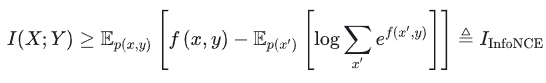 I(X;Y) ≥ 𝔼_{p(x,y)} [ f(x,y) − 𝔼_{p(x′)} [ log ∑_{x′} e^{f(x′,y)} ] ] ≜ I_{InfoNCE}